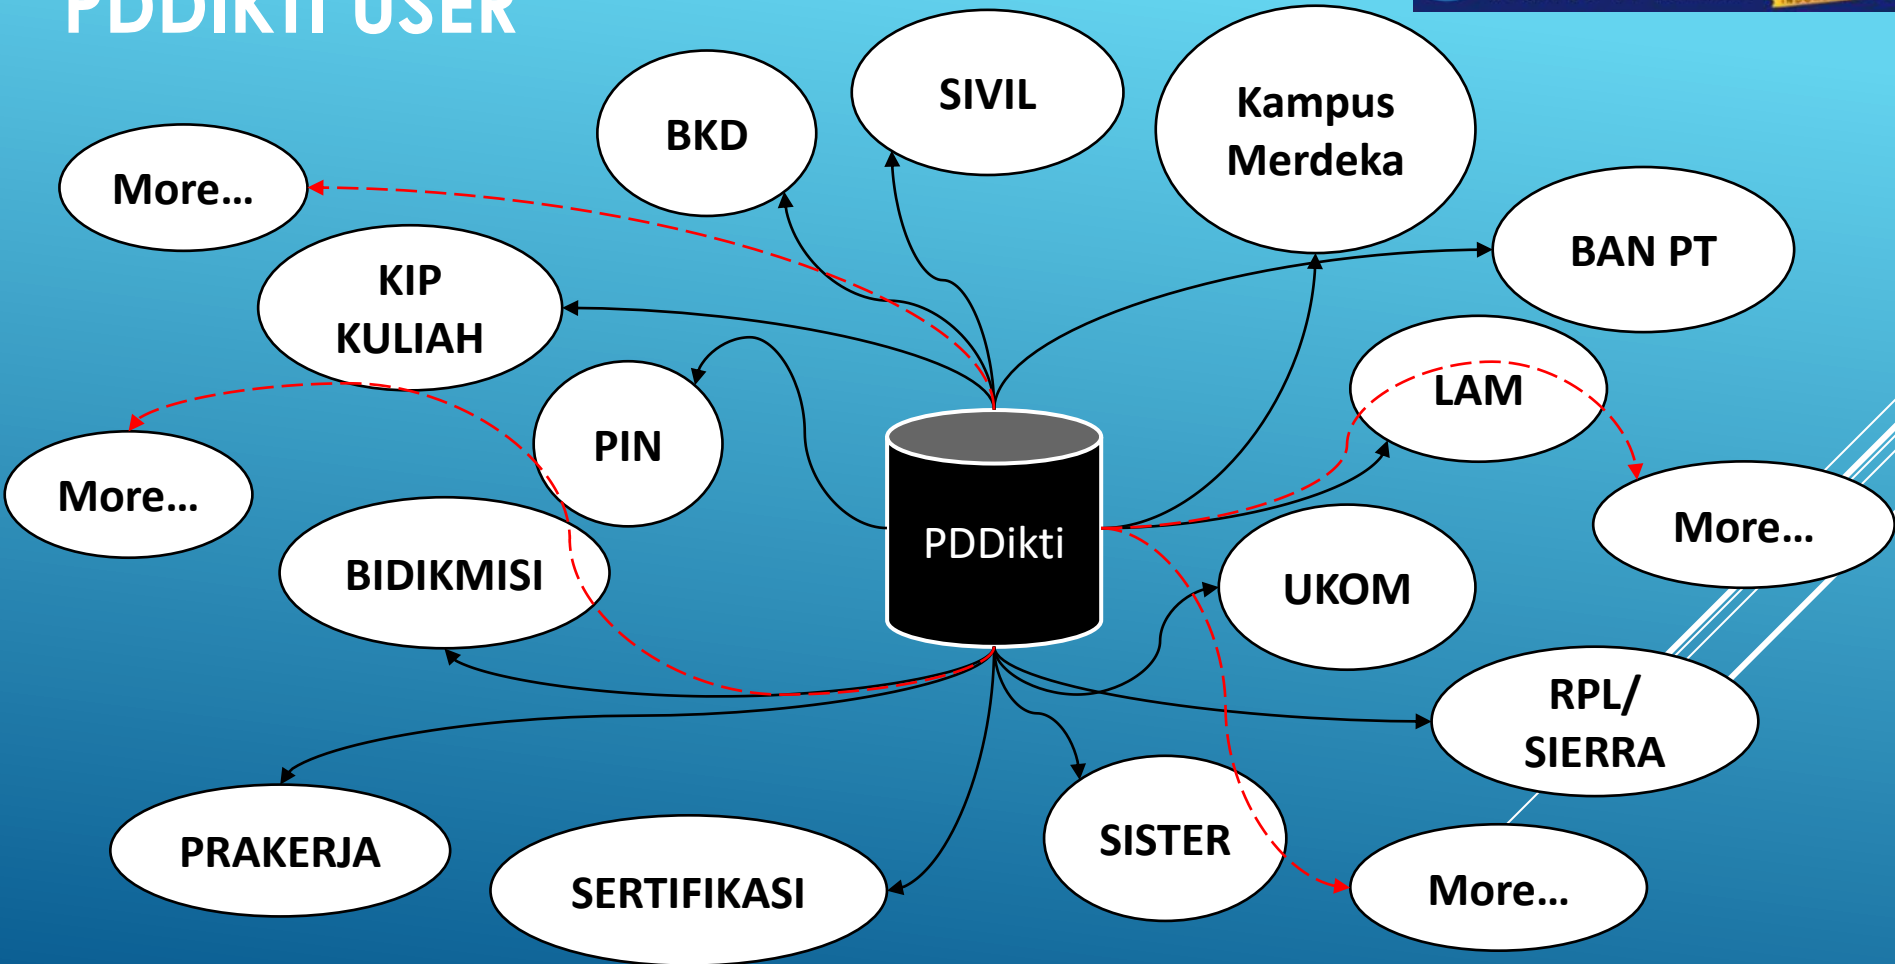 PDDIKTI USER
SIVIL
BKD
Kampus
Merdeka
More...
BAN PT
KIP
KULIAH
LAM
PIN
More...
PDDikti
More...
BIDIKMISI
UKOM
RPL/
SIERRA
PRAKERJA
SERTIFIKASI
SISTER
More...